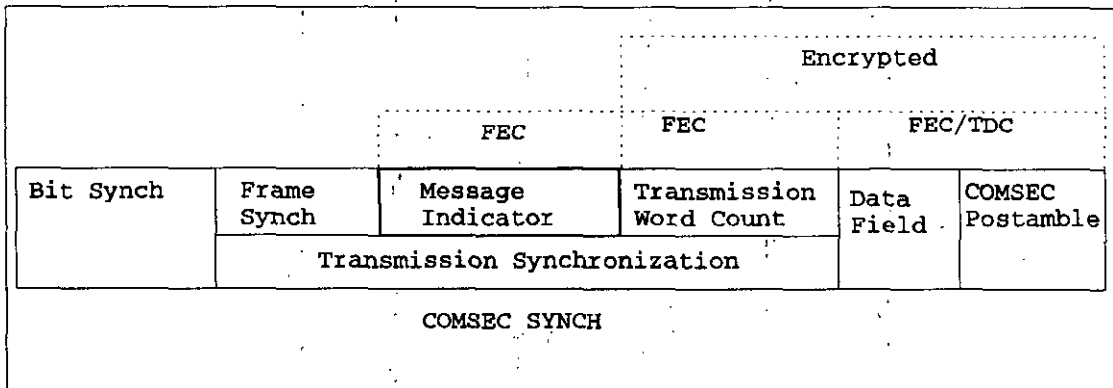 Encrypted
FEC FEC FEC/TDC
Bit Synch Frame Synch Message Indicator Transmission Word Count Data Field COMSEC Postamble
Transmission Synchronization
COMSEC SYNCH